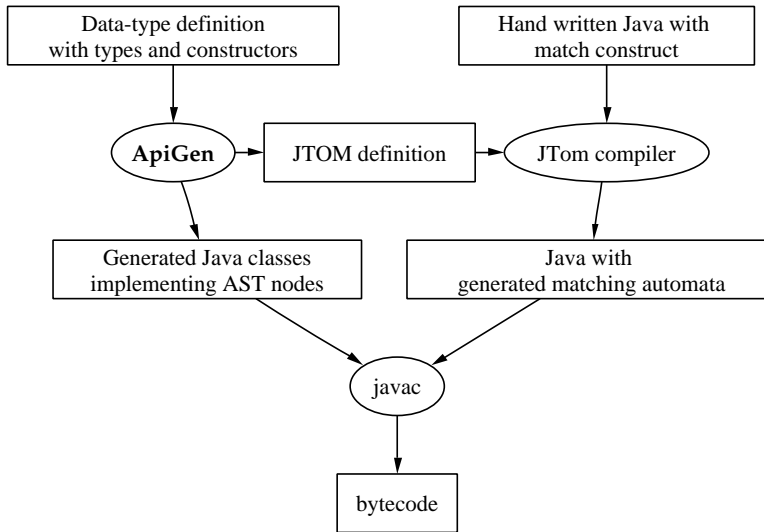 Data-type definition
with types and constructors
Hand written Java with
match construct
ApiGen
JTOM definition
JTom compiler
Generated Java classes
implementing AST nodes
Java with
generated matching automata
javac
bytecode